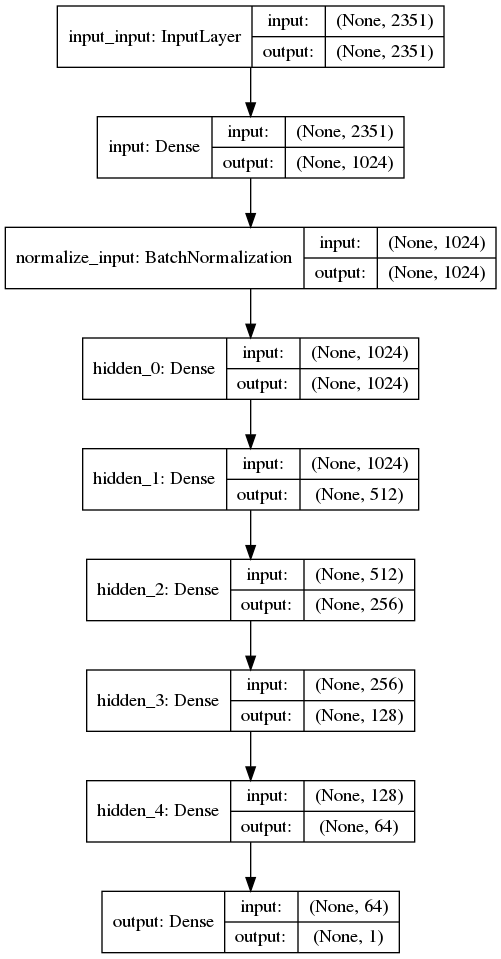 input_input: InputLayer
input: (None, 2351)
output: (None, 2351)
input: Dense
input: (None, 2351)
output: (None, 1024)
normalize_input: BatchNormalization
input: (None, 1024)
output: (None, 1024)
hidden_0: Dense
input: (None, 1024)
output: (None, 1024)
hidden_1: Dense
input: (None, 1024)
output: (None, 512)
hidden_2: Dense
input: (None, 512)
output: (None, 256)
hidden_3: Dense
input: (None, 256)
output: (None, 128)
hidden_4: Dense
input: (None, 128)
output: (None, 64)
output: Dense
input: (None, 64)
output: (None, 1)